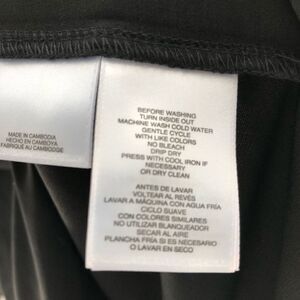 MADE IN CAMBODIA
HECHO EN CAMBOYA
FABRIQUÉ AU CAMBODGE
BEFORE WASHING
TURN INSIDE OUT
MACHINE WASH COLD WATER
GENTLE CYCLE
WITH LIKE COLORS
NO BLEACH
DRIP DRY
PRESS WITH COOL IRON IF
NECESSARY
OR DRY CLEAN
ANTES DE LAVAR
VOLTEAR AL REVÉS
LAVAR A MÁQUINA CON AGUA FRÍA
CICLO SUAVE
CON COLORES SIMILARES
NO UTILIZAR BLANQUEADOR
SECAR AL AIRE
PLANCHA FRÍA SI ES NECESARIO
O LAVAR EN SECO